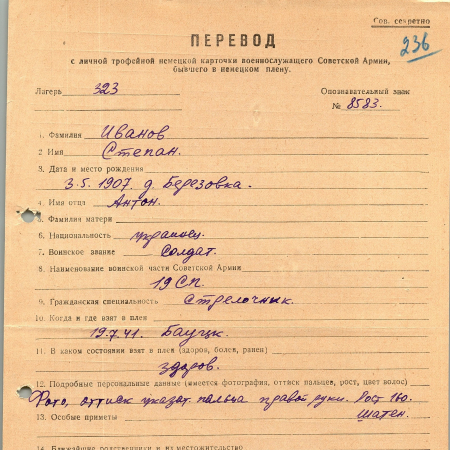 Сов. секретно
236
ПЕРЕВОД
с личной трофейной немецкой карточки военнослужащего Советской Армии,
бывшего в немецком плену.
Лагерь 323 Опознавательный знак
№ 8583.
1. Фамилия Иванов
2 Имя Степан.
3. Дата и место рождения
3.5.1907. д. Березовка.
4. Имя отца Антон.
5. Фамилия матери
6. Национальность украинец.
7. Воинское звание солдат.
8. Наименование воинской части Советской Армии
19 СП.
9. Гражданская специальность Стрелочник.
10. Когда и где взят в плен
19.7.41.
11. В каком состоянии взят в плен (здоров, болен, ранен)
здоров.
12. Подробные персональные данные (имеется фотография, оттиск пальцев, рост, цвет волос)
Фото, оттиск указат. пальца правой руки. Рост 160.
13. Особые приметы шатен.
14. Ближайшие родственники и их местожительство